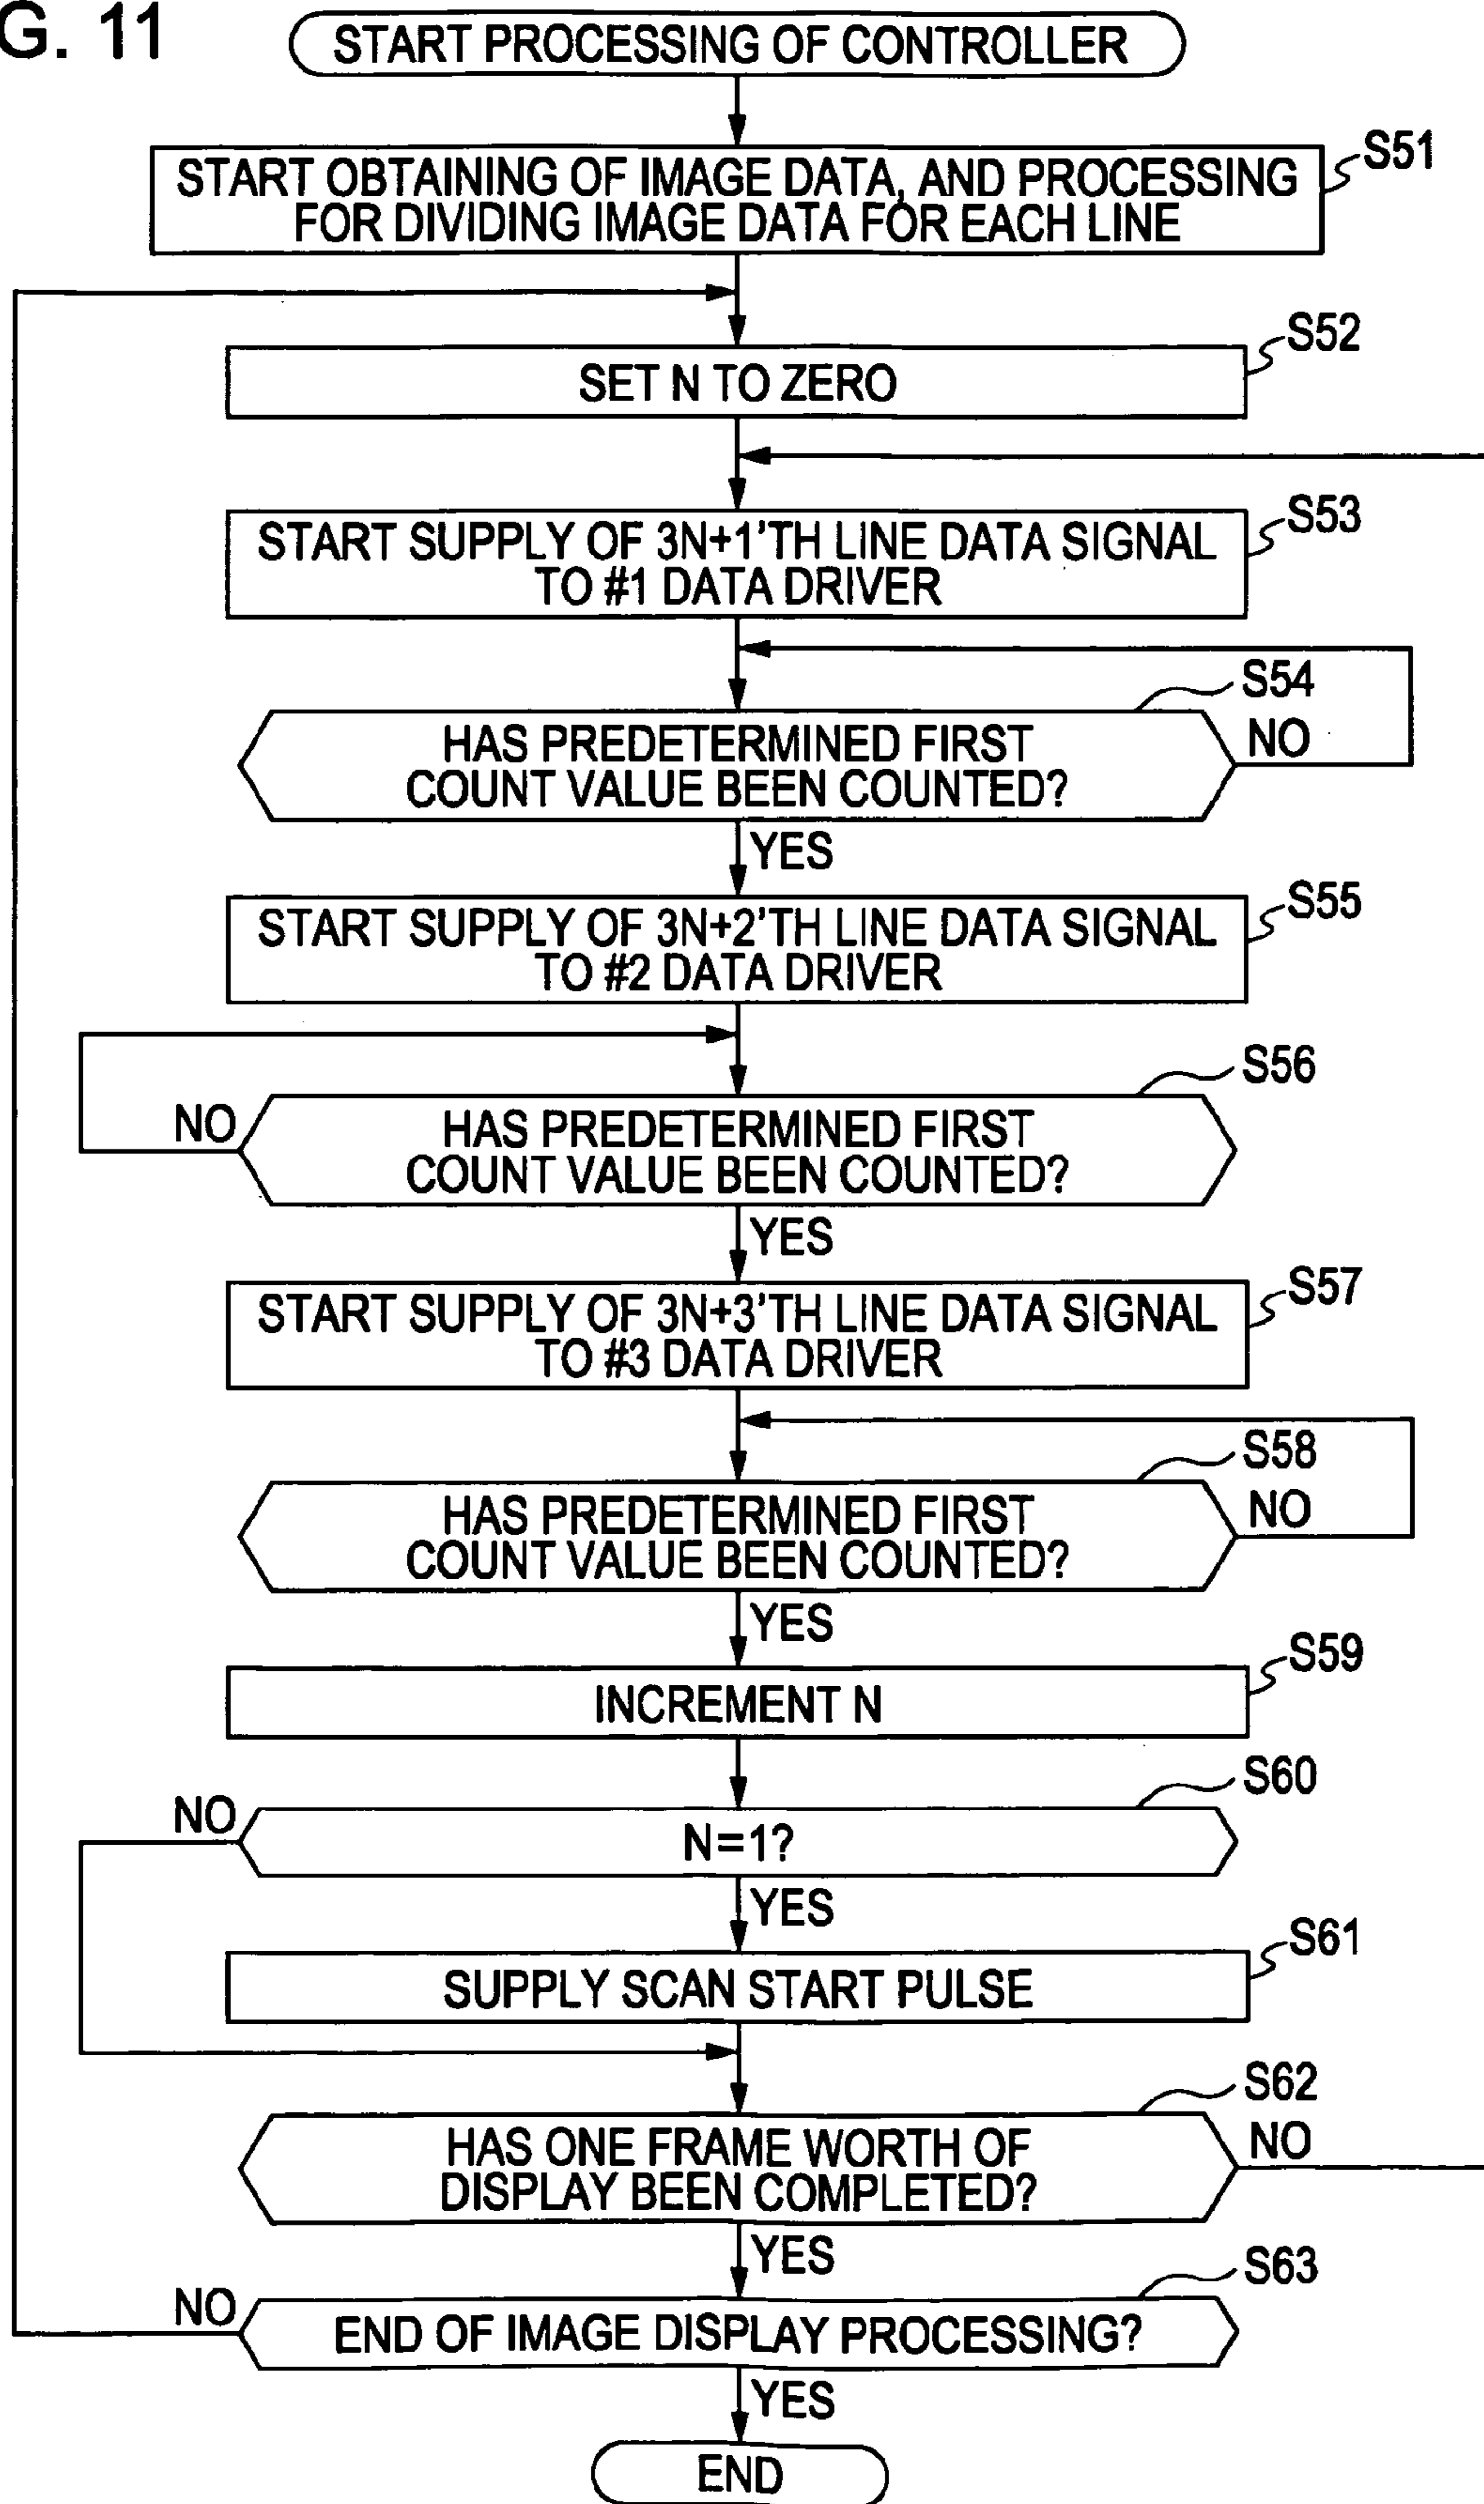 G. 11
START PROCESSING OF CONTROLLER
START OBTAINING OF IMAGE DATA, AND PROCESSING
FOR DIVIDING IMAGE DATA FOR EACH LINE
S51
SET N TO ZERO
S52
START SUPPLY OF 3N+1'TH LINE DATA SIGNAL
TO #1 DATA DRIVER
S53
S54
HAS PREDETERMINED FIRST
COUNT VALUE BEEN COUNTED?
NO
YES
START SUPPLY OF 3N+2'TH LINE DATA SIGNAL
TO #2 DATA DRIVER
S55
S56
NO
HAS PREDETERMINED FIRST
COUNT VALUE BEEN COUNTED?
YES
START SUPPLY OF 3N+3'TH LINE DATA SIGNAL
TO #3 DATA DRIVER
S57
S58
HAS PREDETERMINED FIRST
COUNT VALUE BEEN COUNTED?
NO
YES
S59
INCREMENT N
S60
NO
N=1?
YES
S61
SUPPLY SCAN START PULSE
S62
HAS ONE FRAME WORTH OF
DISPLAY BEEN COMPLETED?
NO
YES
S63
NO
END OF IMAGE DISPLAY PROCESSING?
YES
END